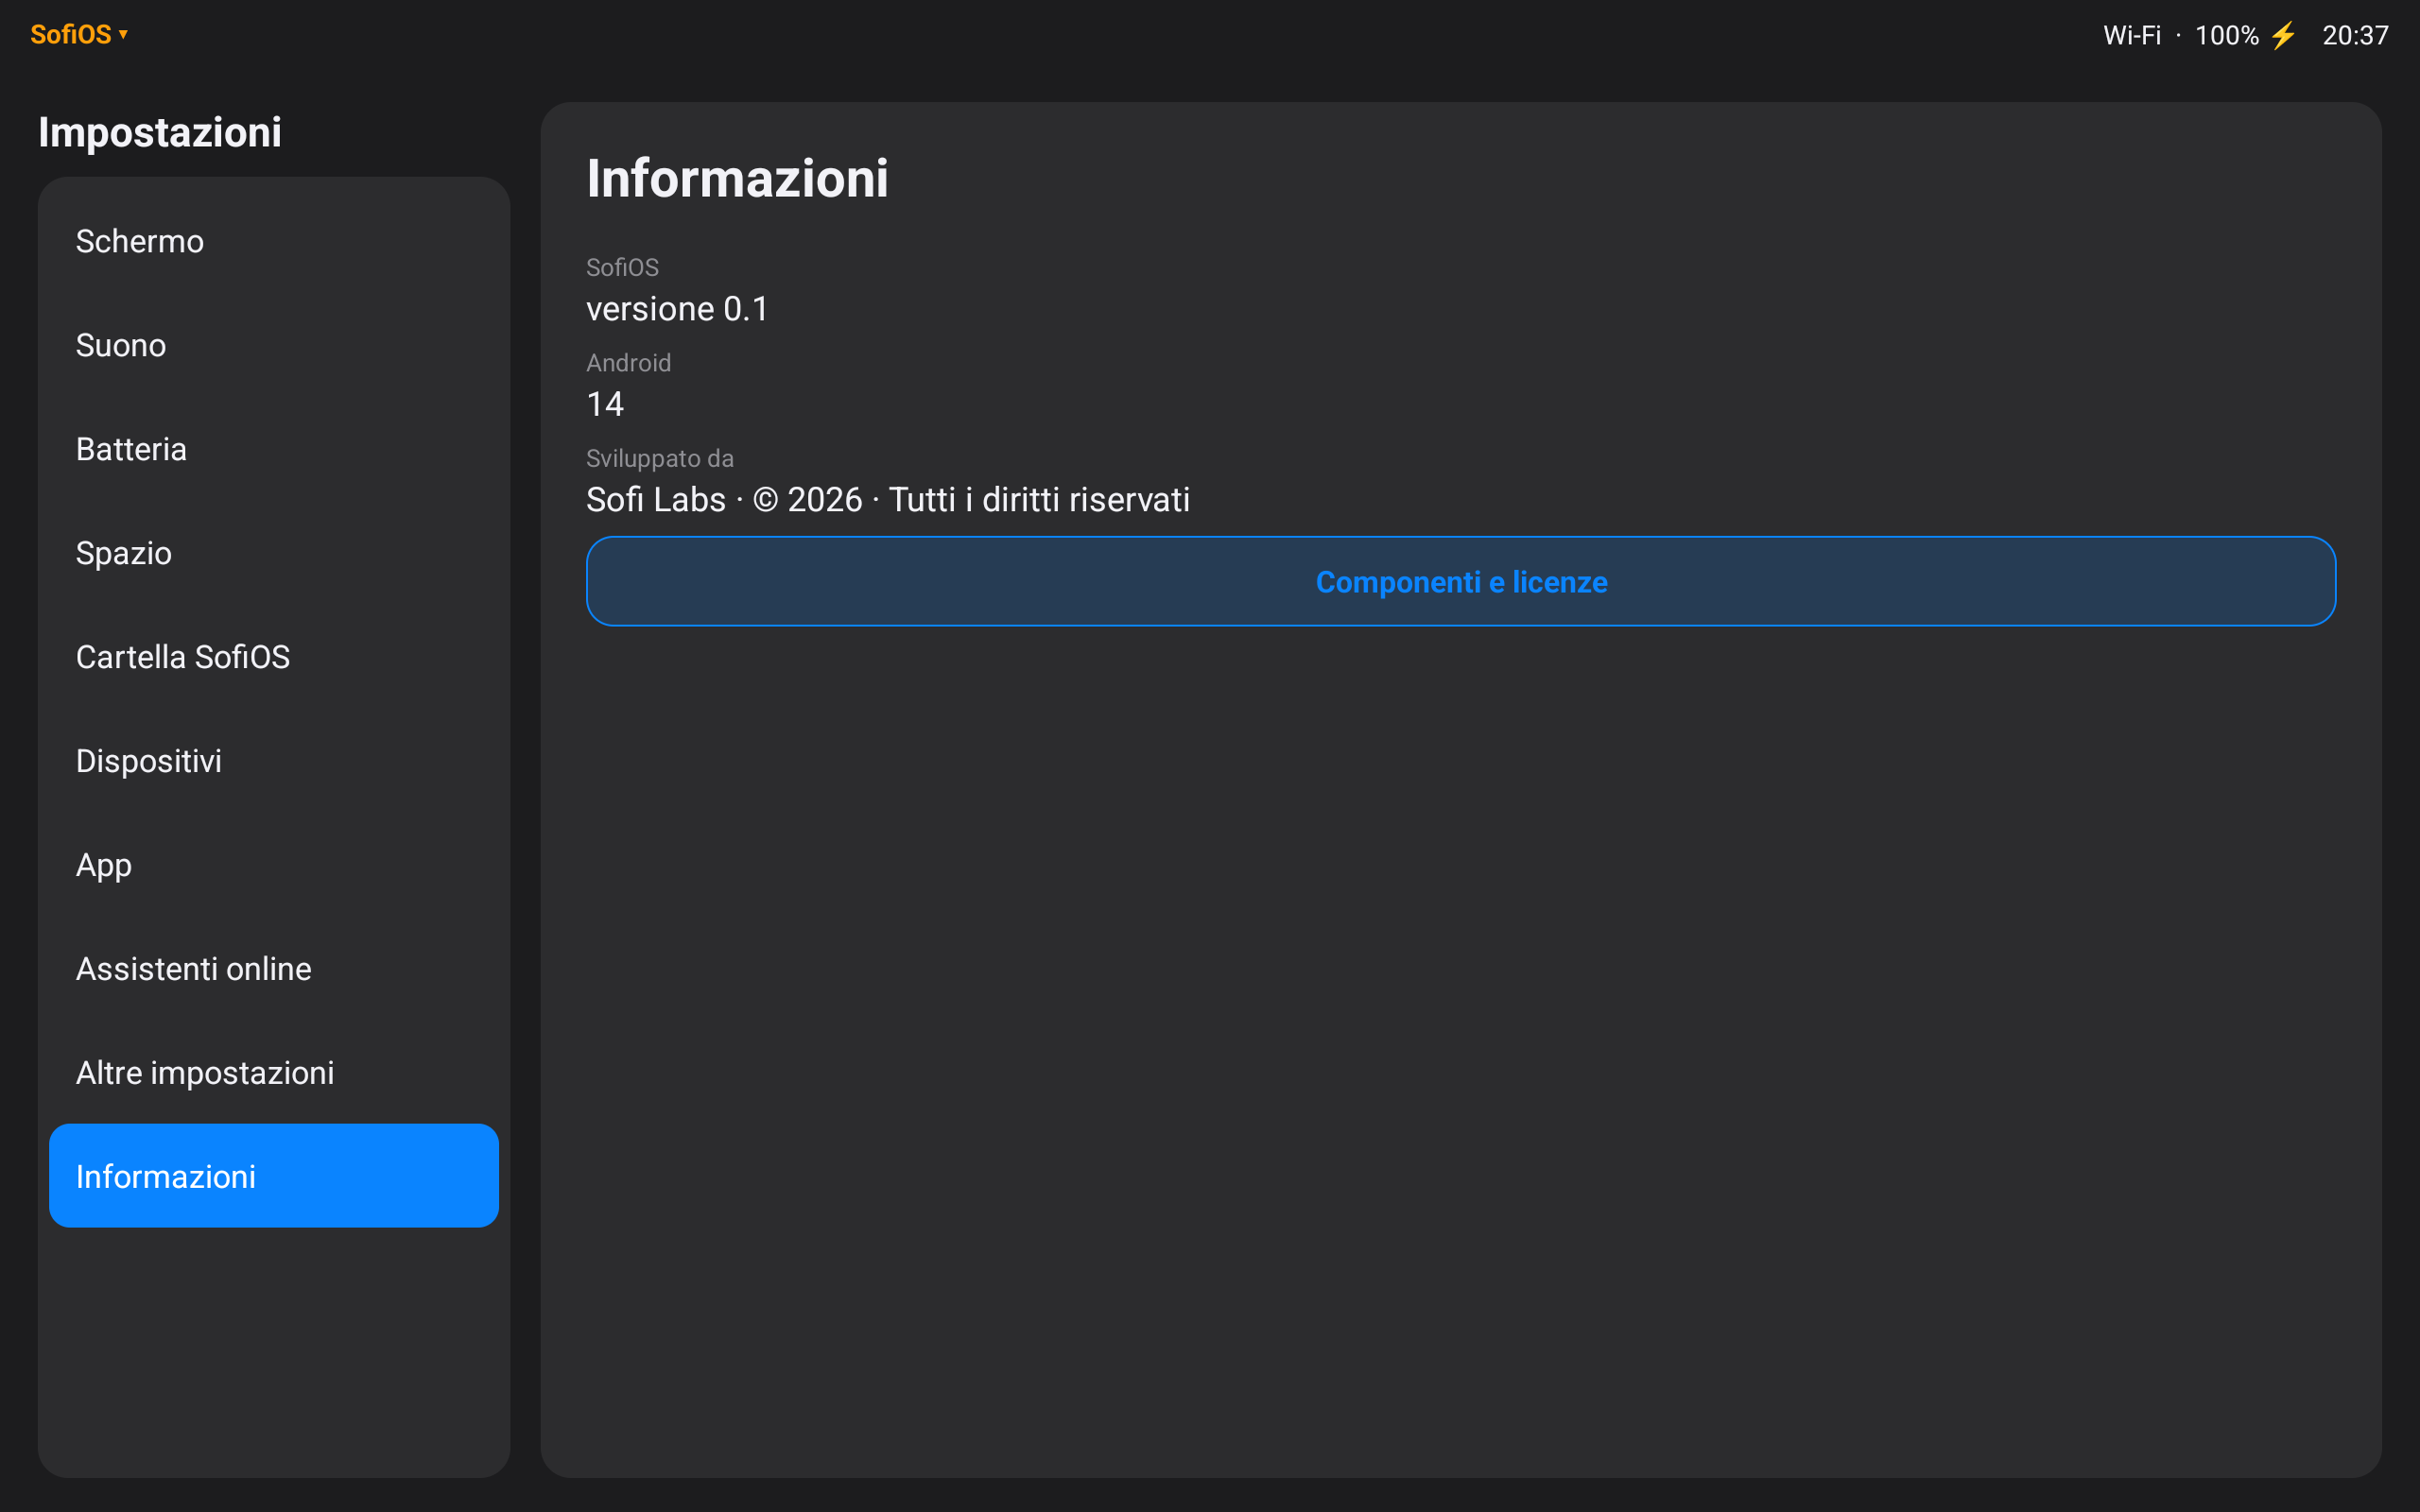 SofiOS ▾
Wi-Fi · 100% ⚡ 20:37
Impostazioni
Schermo
Suono
Batteria
Spazio
Cartella SofiOS
Dispositivi
App
Assistenti online
Altre impostazioni
Informazioni
Informazioni
SofiOS
versione 0.1
Android
14
Sviluppato da
Sofi Labs · © 2026 · Tutti i diritti riservati
Componenti e licenze